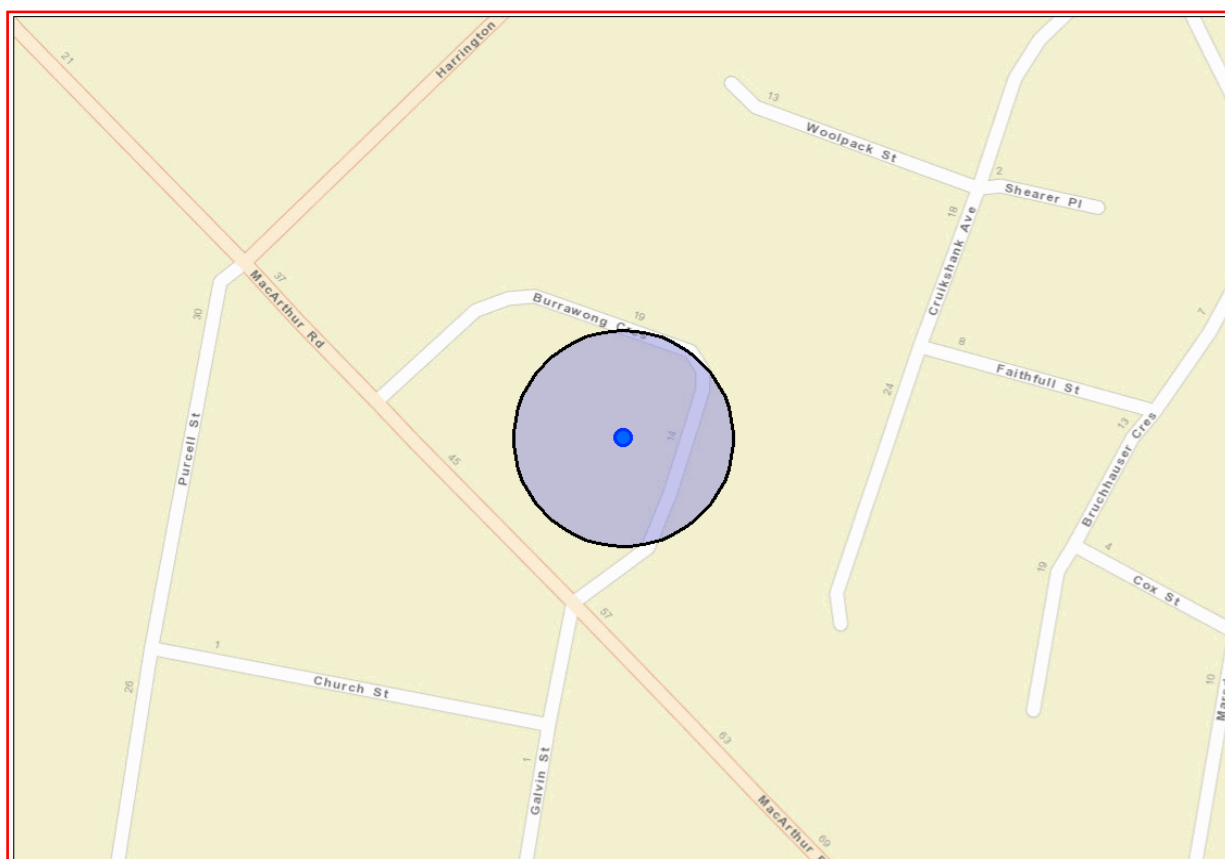 21
Harrington
13
Woolpack St
2
Shearer Pl
18
Cruikshank Ave
37
MacArthur Rd
30
Burrawong Cres
19
8
Faithfull St
7
24
13
Bruchhauser Cres
Purcell St
45
14
19
4
Cox St
57
1
Church St
26
10
1
Galvin St
63
MacArthur
69